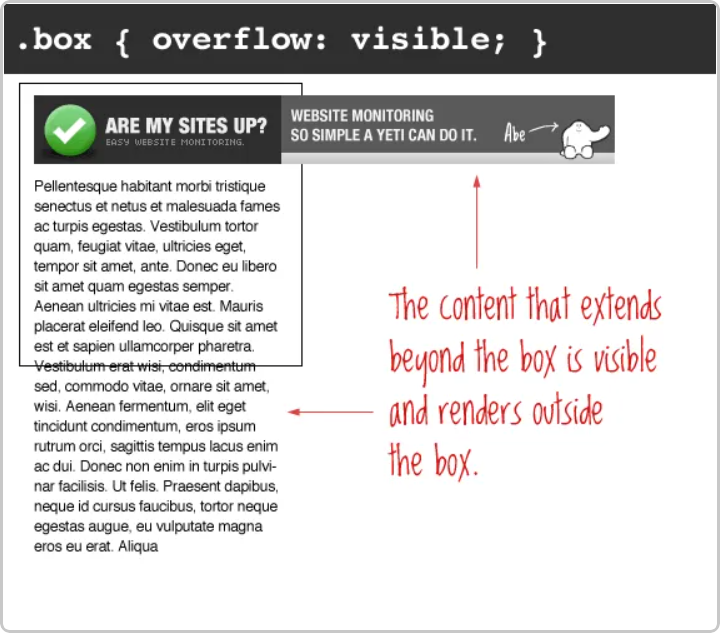 .box { overflow: visible; }
ARE MY SITES UP?
EASY WEBSITE MONITORING.
WEBSITE MONITORING
SO SIMPLE A YETI CAN DO IT.
Abe
Pellentesque habitant morbi tristique
senectus et netus et malesuada fames
ac turpis egestas. Vestibulum tortor
quam, feugiat vitae, ultricies eget,
tempor sit amet, ante. Donec eu libero
sit amet quam egestas semper.
Aenean ultricies mi vitae est. Mauris
placerat eleifend leo. Quisque sit amet
est et sapien ullamcorper pharetra.
Vestibulum erat wisi, condimentum
sed, commodo vitae, ornare sit amet,
wisi. Aenean fermentum, elit eget
tincidunt condimentum, eros ipsum
rutrum orci, sagittis tempus lacus enim
ac dui. Donec non enim in turpis pulvi-
nar facilisis. Ut felis. Praesent dapibus,
neque id cursus faucibus, tortor neque
egestas augue, eu vulputate magna
eros eu erat. Aliqua
The content that extends
beyond the box is visible
and renders outside
the box.